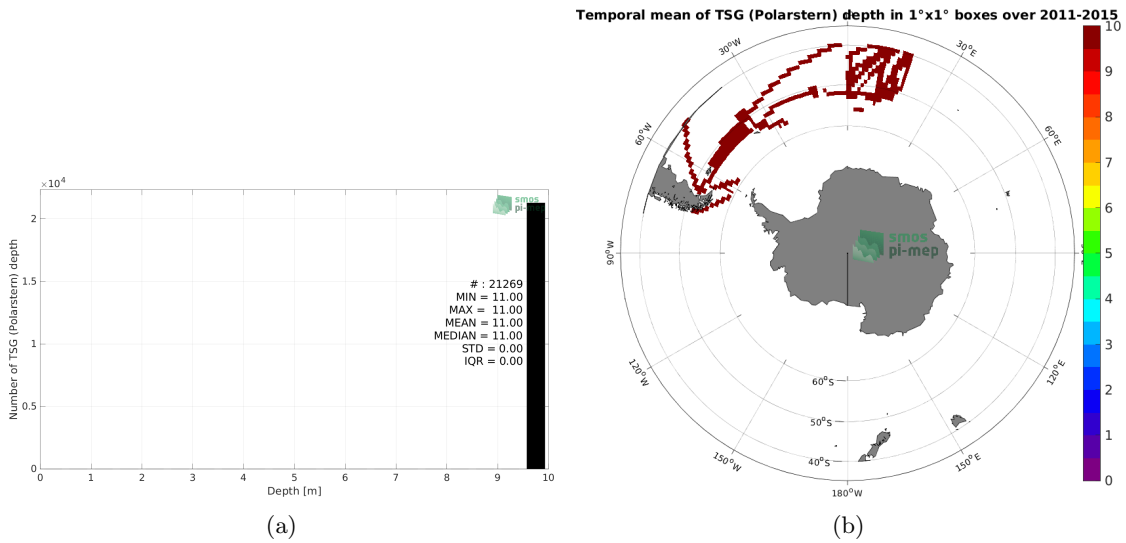 Number of TSG (Polarstern) depth
×10⁴
2
1.5
1
0.5
0
smos
pi-mep
# : 21269
MIN = 11.00
MAX = 11.00
MEAN = 11.00
MEDIAN = 11.00
STD = 0.00
IQR = 0.00
0 1 2 3 4 5 6 7 8 9 10
Depth [m]
(a)
Temporal mean of TSG (Polarstern) depth in 1°x1° boxes over 2011-2015
30°W
30°E
60°W
60°E
90°W
120°W
120°E
150°W
150°E
180°W
60°S
50°S
40°S
smos
pi-mep
10
9
8
7
6
5
4
3
2
1
0
(b)